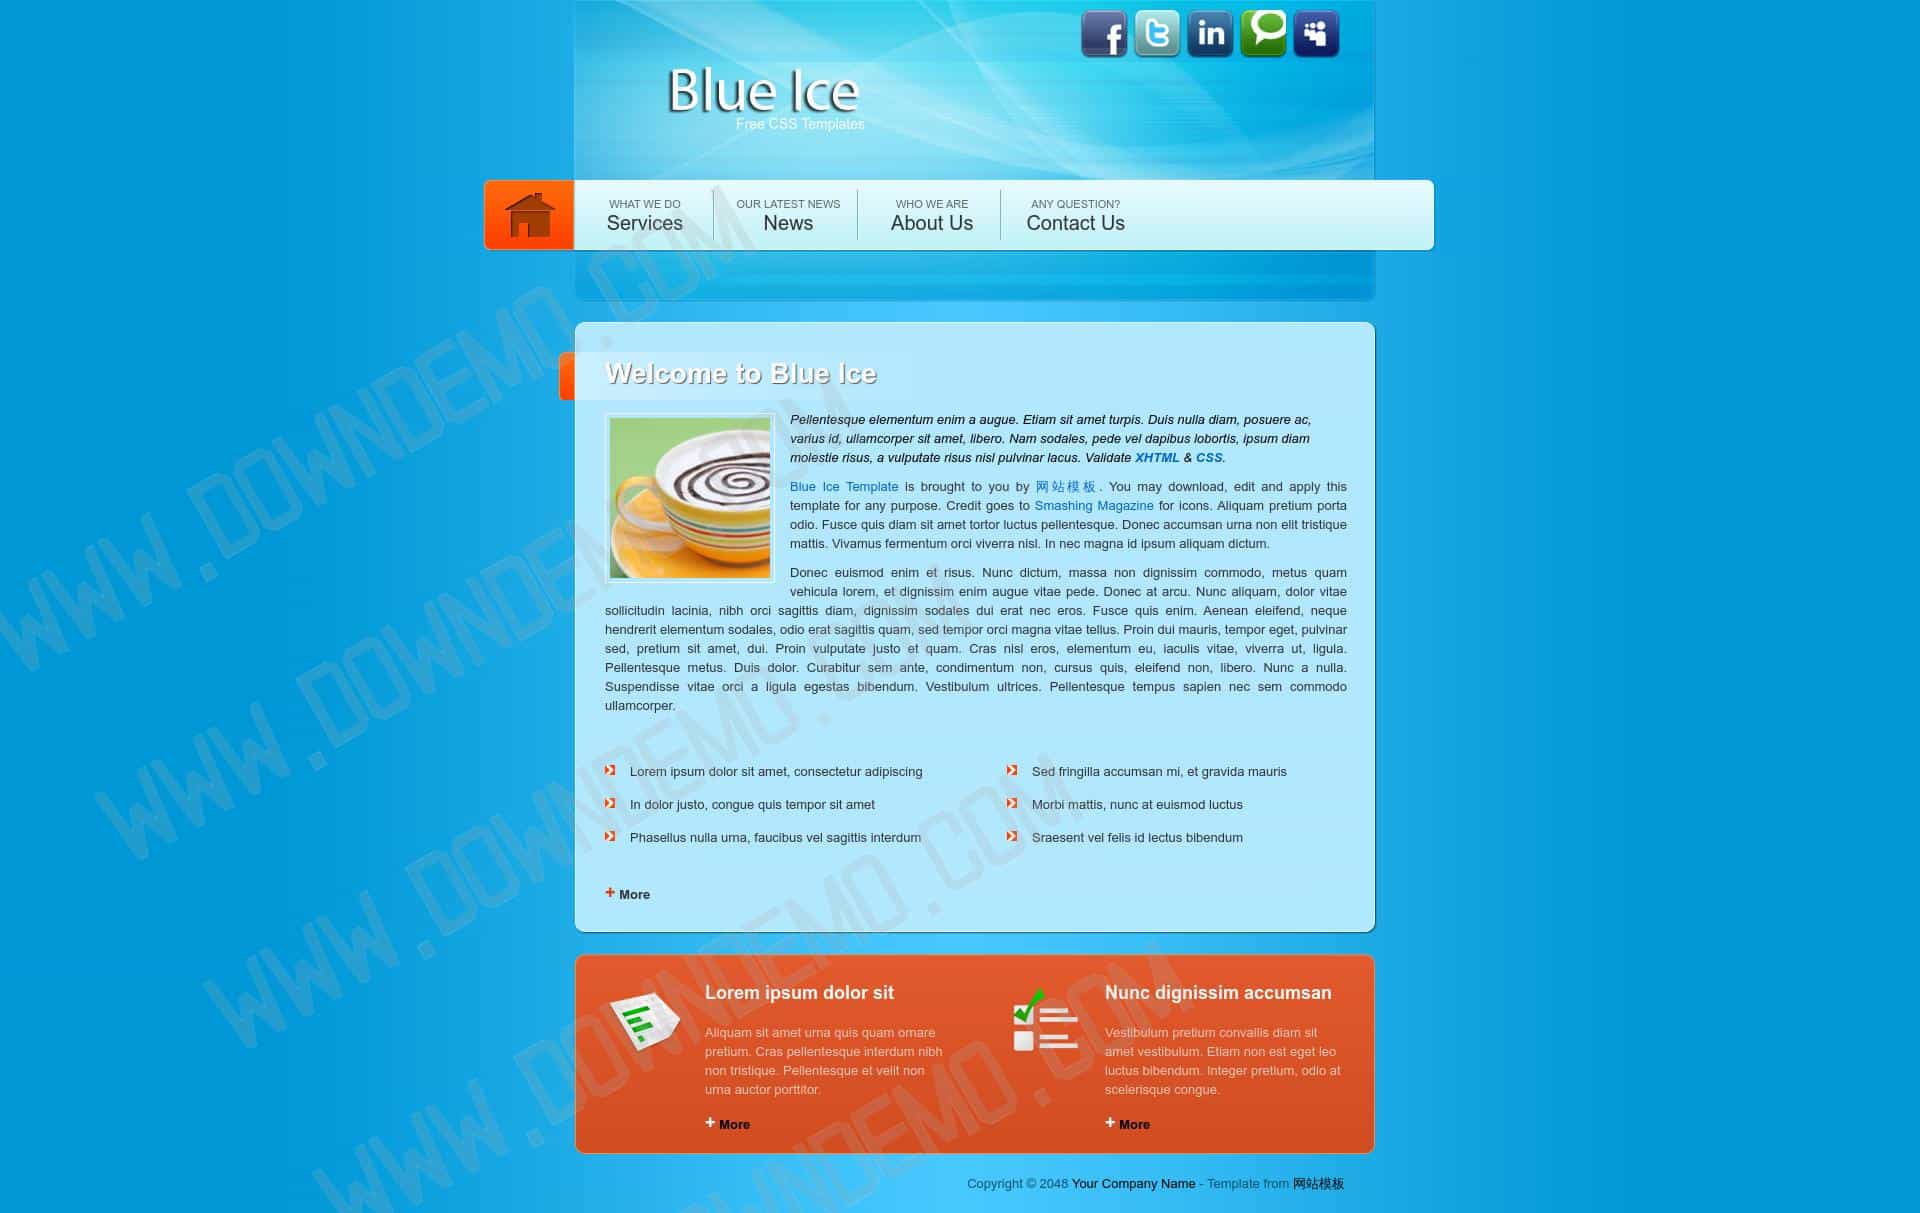 Blue Ice
Free CSS Templates
WHAT WE DO
Services
OUR LATEST NEWS
News
WHO WE ARE
About Us
ANY QUESTION?
Contact Us
Welcome to Blue Ice
Pellentesque elementum enim a augue. Etiam sit amet turpis. Duis nulla diam, posuere ac,
varius id, ullamcorper sit amet, libero. Nam sodales, pede vel dapibus lobortis, ipsum diam
molestie risus, a vulputate risus nisl pulvinar lacus. Validate XHTML & CSS.
Blue Ice Template is brought to you by 网站模板. You may download, edit and apply this
template for any purpose. Credit goes to Smashing Magazine for icons. Aliquam pretium porta
odio. Fusce quis diam sit amet tortor luctus pellentesque. Donec accumsan urna non elit tristique
mattis. Vivamus fermentum orci viverra nisl. In nec magna id ipsum aliquam dictum.
Donec euismod enim et risus. Nunc dictum, massa non dignissim commodo, metus quam
vehicula lorem, et dignissim enim augue vitae pede. Donec at arcu. Nunc aliquam, dolor vitae
sollicitudin lacinia, nibh orci sagittis diam, dignissim sodales dui erat nec eros. Fusce quis enim. Aenean eleifend, neque
hendrerit elementum sodales, odio erat sagittis quam, sed tempor orci magna vitae tellus. Proin dui mauris, tempor eget, pulvinar
sed, pretium sit amet, dui. Proin vulputate justo et quam. Cras nisl eros, elementum eu, iaculis vitae, viverra ut, ligula.
Pellentesque metus. Duis dolor. Curabitur sem ante, condimentum non, cursus quis, eleifend non, libero. Nunc a nulla.
Suspendisse vitae orci a ligula egestas bibendum. Vestibulum ultrices. Pellentesque tempus sapien nec sem commodo
ullamcorper.
Lorem ipsum dolor sit amet, consectetur adipiscing
In dolor justo, congue quis tempor sit amet
Phasellus nulla urna, faucibus vel sagittis interdum
Sed fringilla accumsan mi, et gravida mauris
Morbi mattis, nunc at euismod luctus
Sraesent vel felis id lectus bibendum
More
Lorem ipsum dolor sit
Aliquam sit amet urna quis quam ornare
pretium. Cras pellentesque interdum nibh
non tristique. Pellentesque et velit non
urna auctor porttitor.
More
Nunc dignissim accumsan
Vestibulum pretium convallis diam sit
amet vestibulum. Etiam non est eget leo
luctus bibendum. Integer pretium, odio at
scelerisque congue.
More
Copyright © 2048 Your Company Name - Template from 网站模板
WWW.DOWNDEMO.COM
WWW.DOWNDEMO.COM
WWW.DOWNDEMO.COM
WWW.DOWNDEMO.COM
WWW.DOWNDEMO.COM